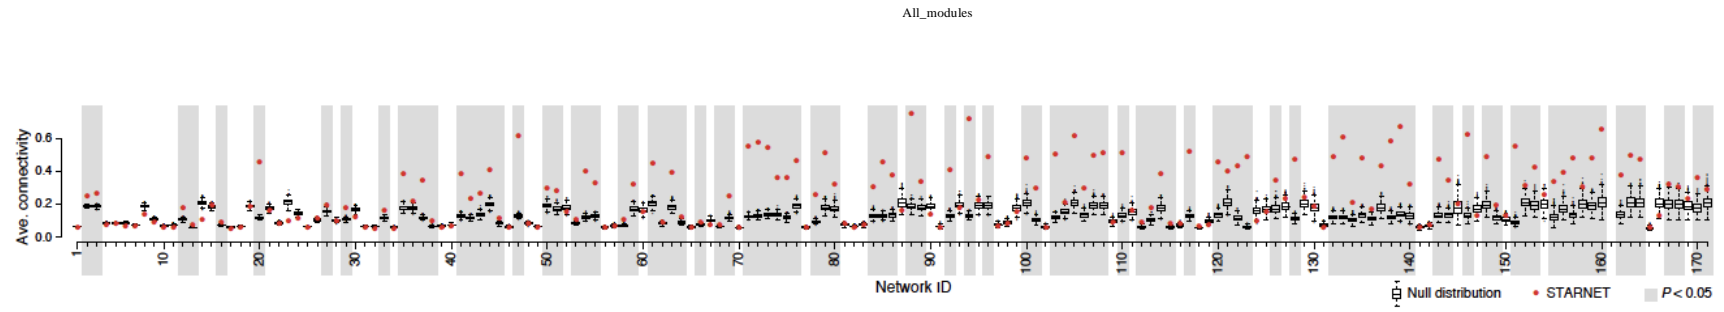 All_modules
Ave. connectivity
0.6
0.4
0.2
0.0
1 10 20 30 40 50 60 70 80 90 100 110 120 130 140 150 160 170
Network ID
Null distribution STARNET P < 0.05